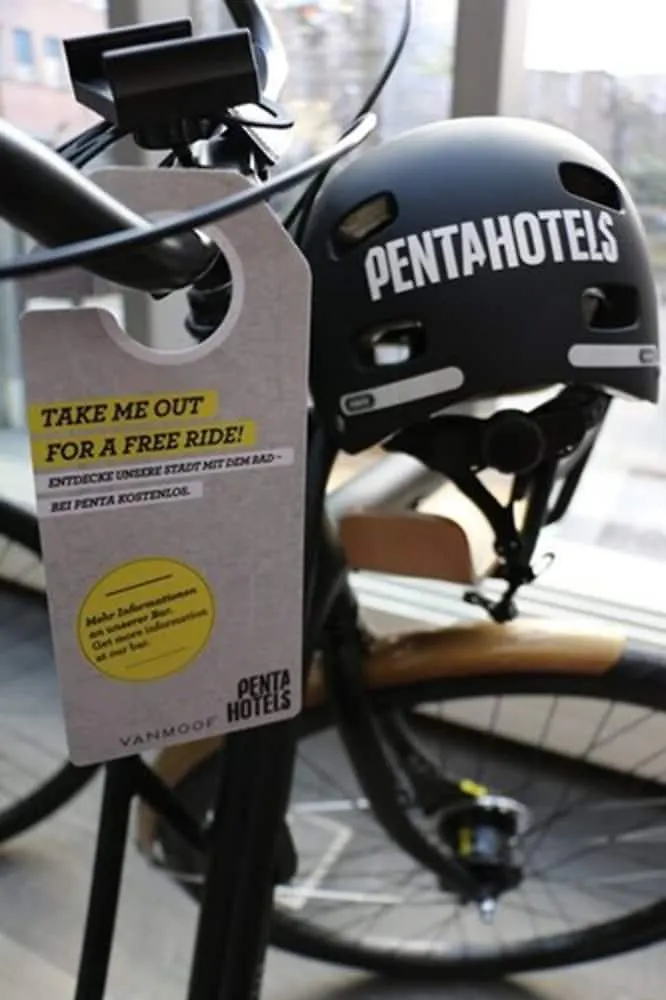 PENTAHOTELS
TAKE ME OUT
FOR A FREE RIDE!
ENTDECKE UNSERE STADT MIT DEM RAD –
BEI PENTA KOSTENLOS.
Mehr Informationen
an unserer Bar.
Get more information
at our bar.
PENTA
HOTELS
VANMOOF